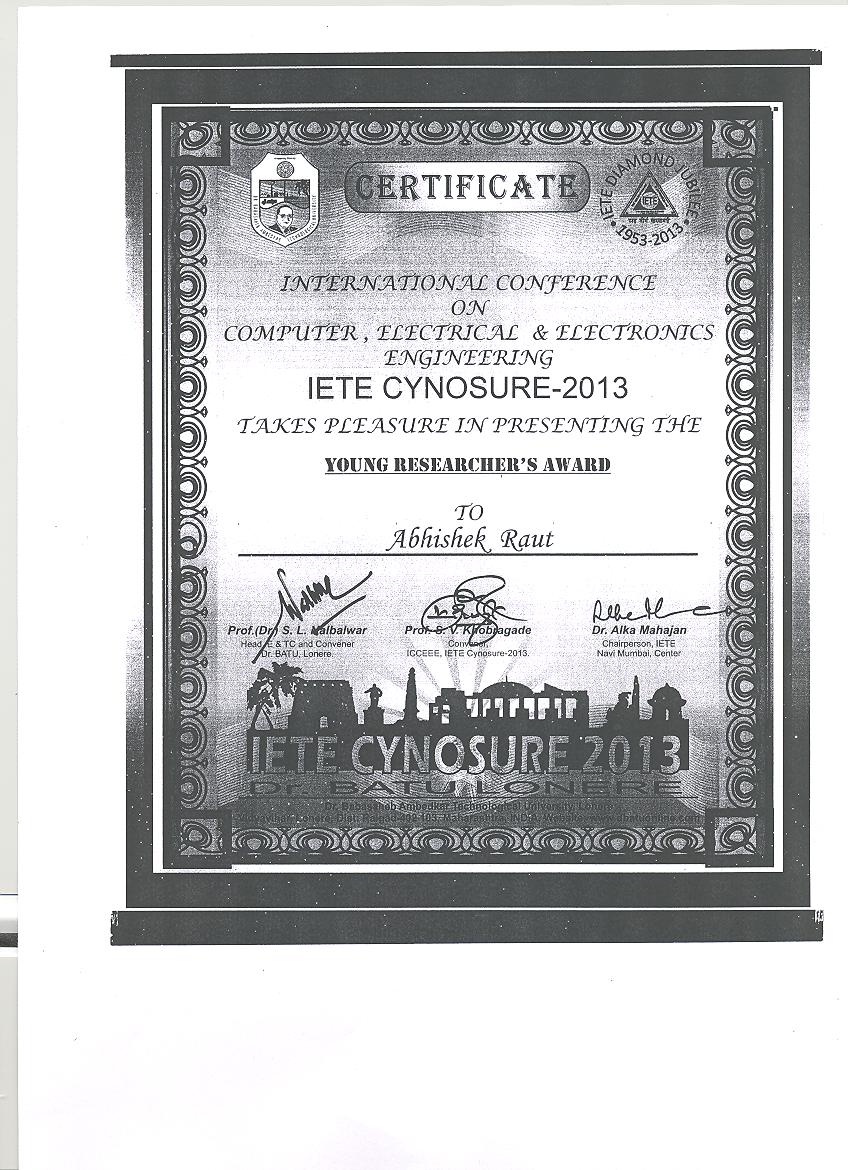 CERTIFICATE
IETE DIAMOND JUBILEE
IETE
• 1953-2013 •
INTERNATIONAL CONFERENCE
ON
COMPUTER , ELECTRICAL & ELECTRONICS
ENGINEERING
IETE CYNOSURE-2013
TAKES PLEASURE IN PRESENTING THE
YOUNG RESEARCHER'S AWARD
TO
Abhishek Raut
Prof.(Dr) S. L. Nalbalwar
Head, E & TC and Convener
Dr. BATU, Lonere.
Prof. S. V. Khobragade
Convener,
ICCEEE, IETE Cynosure-2013.
Dr. Alka Mahajan
Chairperson, IETE
Navi Mumbai, Center
IETE CYNOSURE 2013
Dr. BATU LONERE
Dr. Babasaheb Ambedkar Technological University, Lonere
Vidyavihar, Lonere, Dist: Raigad-402 103. Maharashtra, INDIA. Website: www.dbatuonline.com